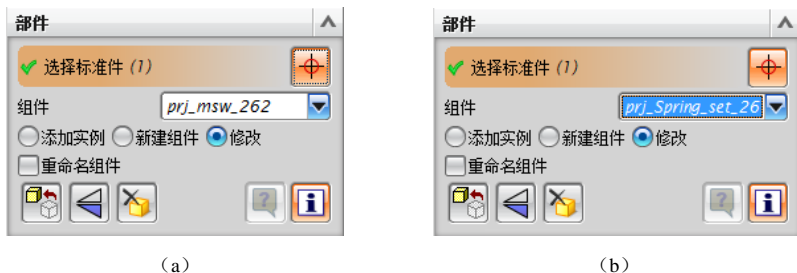 部件
选择标准件 (1)
组件 prj_msw_262
添加实例 新建组件 修改
重命名组件
(a)
部件
选择标准件 (1)
组件 prj_Spring_set_26
添加实例 新建组件 修改
重命名组件
(b)